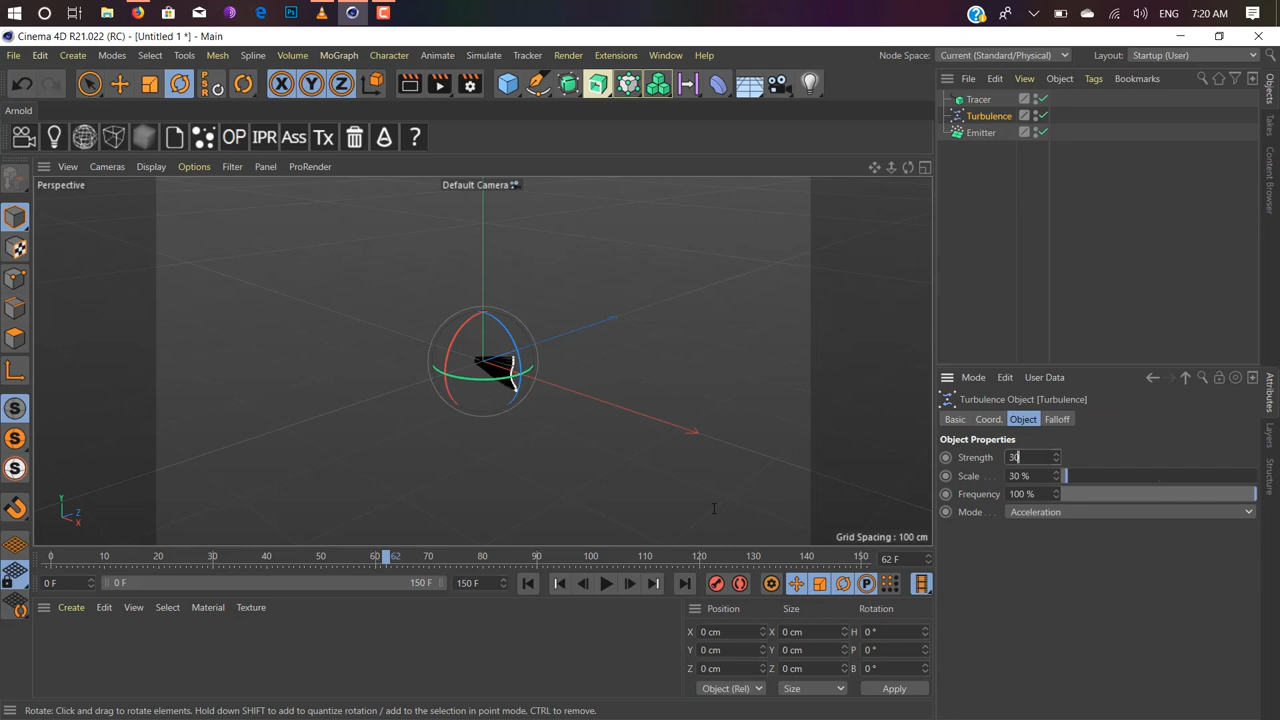 Ps
ENG 7:20 AM
Cinema 4D R21.022 (RC) - [Untitled 1 *] - Main
File Edit Create Modes Select Tools Mesh Spline Volume MoGraph Character Animate Simulate Tracker Render Extensions Window Help Node Space: Current (Standard/Physical) Layout: Startup (User)
P S R X Y Z
File Edit View Object Tags Bookmarks
Tracer
Turbulence
Emitter
Arnold
OP IPR Ass Tx A ?
View Cameras Display Options Filter Panel ProRender
Perspective
Default Camera
Grid Spacing : 100 cm
Y Z X
Objects
Takes
Content Browser
Attributes
Layers
Structure
Mode Edit User Data
Turbulence Object [Turbulence]
Basic Coord. Object Falloff
Object Properties
Strength 30
Scale . . . 30 %
Frequency 100 %
Mode . . . Acceleration
0 10 20 30 40 50 60 62 70 80 90 100 110 120 130 140 150 62 F
0 F 0 F 150 F 150 F
P
Create Edit View Select Material Texture
Position Size Rotation
X 0 cm X 0 cm H 0 °
Y 0 cm Y 0 cm P 0 °
Z 0 cm Z 0 cm B 0 °
Object (Rel) Size Apply
Rotate: Click and drag to rotate elements. Hold down SHIFT to add to quantize rotation / add to the selection in point mode, CTRL to remove.